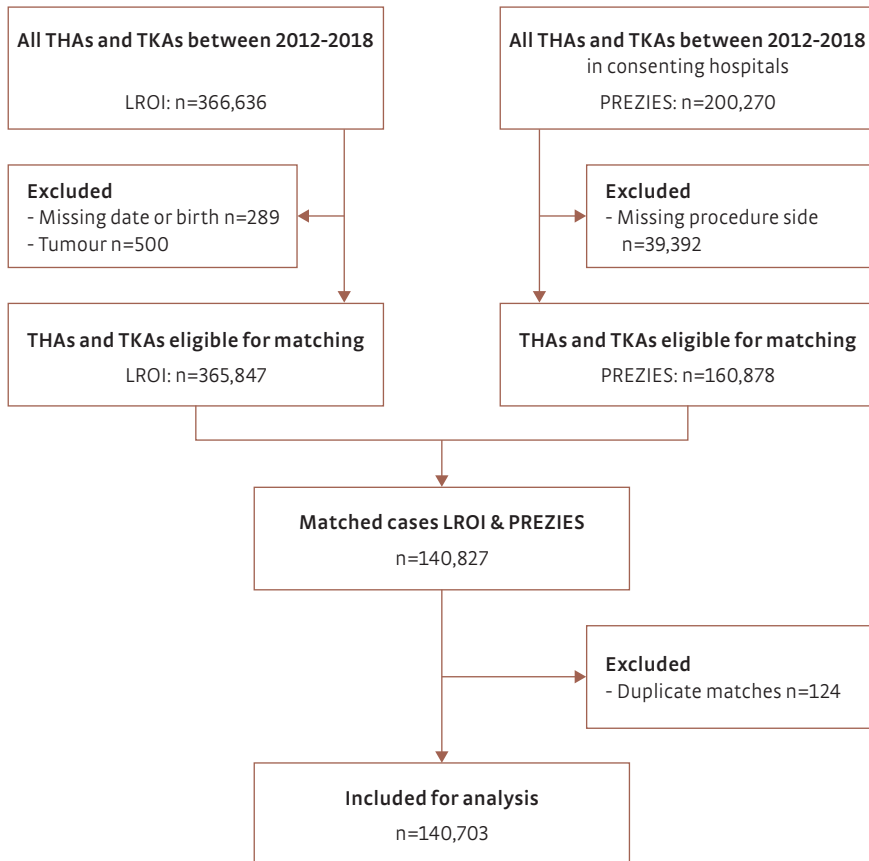 All THAs and TKAs between 2012-2018
LROI: n=366,636
All THAs and TKAs between 2012-2018
in consenting hospitals
PREZIES: n=200,270
Excluded
- Missing date or birth n=289
- Tumour n=500
Excluded
- Missing procedure side
n=39,392
THAs and TKAs eligible for matching
LROI: n=365,847
THAs and TKAs eligible for matching
PREZIES: n=160,878
Matched cases LROI & PREZIES
n=140,827
Excluded
- Duplicate matches n=124
Included for analysis
n=140,703